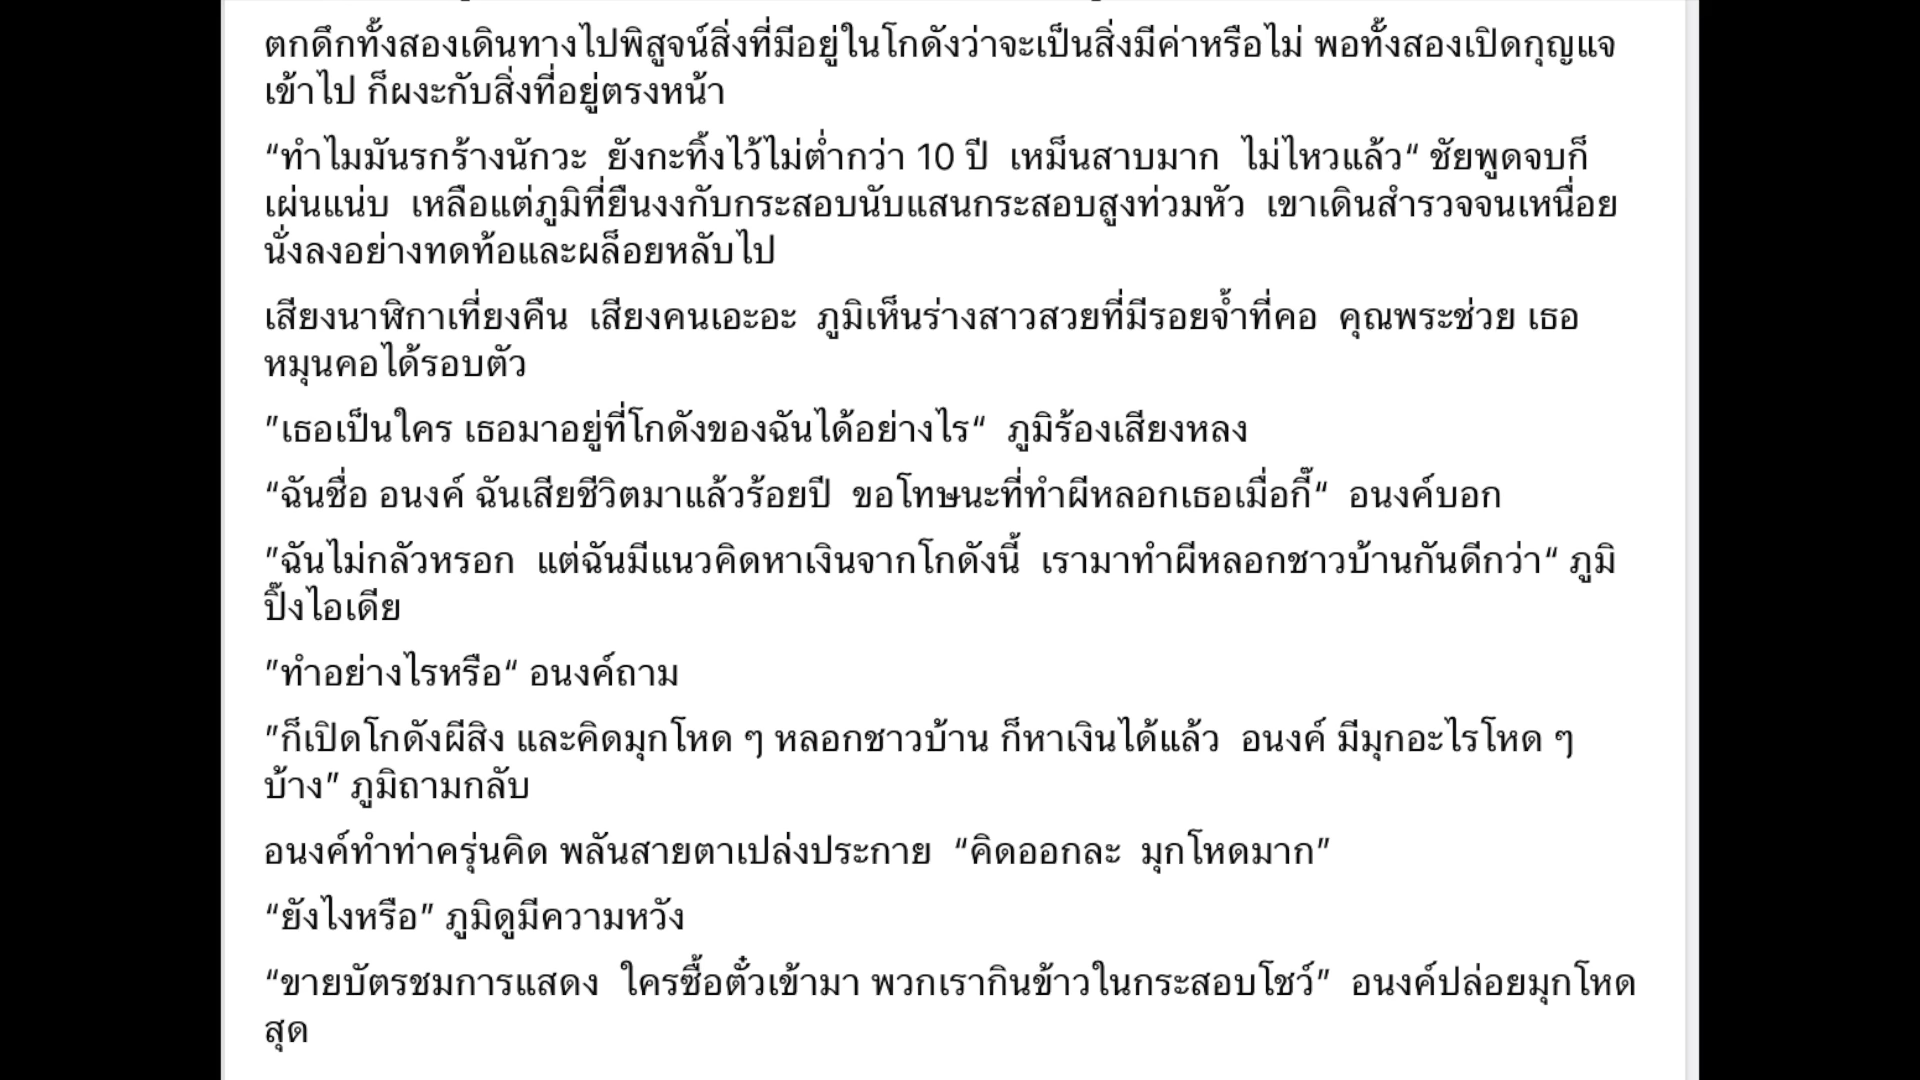 ตกดึกทั้งสองเดินทางไปพิสูจน์สิ่งที่มีอยู่ในโกดังว่าจะเป็นสิ่งมีค่าหรือไม่ พอทั้งสองเปิดกุญแจ
เข้าไป ก็ผงะกับสิ่งที่อยู่ตรงหน้า
“ทำไมมันรกร้างนักวะ  ยังกะทิ้งไว้ไม่ต่ำกว่า 10 ปี  เหม็นสาบมาก  ไม่ไหวแล้ว“ ชัยพูดจบก็
เผ่นแน่บ  เหลือแต่ภูมิที่ยืนงงกับกระสอบนับแสนกระสอบสูงท่วมหัว  เขาเดินสำรวจจนเหนื่อย
นั่งลงอย่างทดท้อและผล็อยหลับไป
เสียงนาฬิกาเที่ยงคืน  เสียงคนเอะอะ  ภูมิเห็นร่างสาวสวยที่มีรอยจ้ำที่คอ  คุณพระช่วย เธอ
หมุนคอได้รอบตัว
”เธอเป็นใคร เธอมาอยู่ที่โกดังของฉันได้อย่างไร“  ภูมิร้องเสียงหลง
“ฉันชื่อ อนงค์ ฉันเสียชีวิตมาแล้วร้อยปี  ขอโทษนะที่ทำผีหลอกเธอเมื่อกี๊“  อนงค์บอก
”ฉันไม่กลัวหรอก  แต่ฉันมีแนวคิดหาเงินจากโกดังนี้  เรามาทำผีหลอกชาวบ้านกันดีกว่า“ ภูมิ
ปิ๊งไอเดีย
”ทำอย่างไรหรือ“ อนงค์ถาม
”ก็เปิดโกดังผีสิง และคิดมุกโหด ๆ หลอกชาวบ้าน ก็หาเงินได้แล้ว  อนงค์ มีมุกอะไรโหด ๆ
บ้าง” ภูมิถามกลับ
อนงค์ทำท่าครุ่นคิด พลันสายตาเปล่งประกาย  “คิดออกละ  มุกโหดมาก”
“ยังไงหรือ” ภูมิดูมีความหวัง
“ขายบัตรชมการแสดง  ใครซื้อตั๋วเข้ามา พวกเรากินข้าวในกระสอบโชว์”  อนงค์ปล่อยมุกโหด
สุด